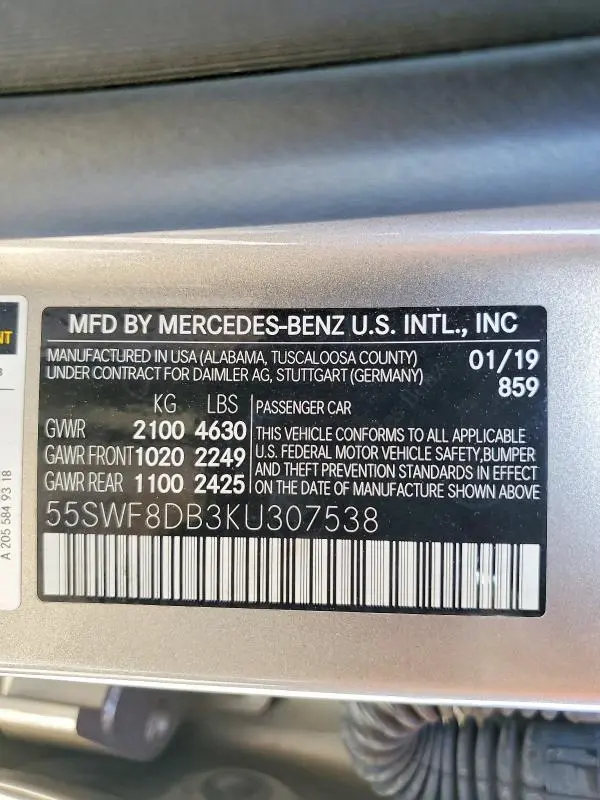 MFD BY MERCEDES-BENZ U.S. INTL., INC
MANUFACTURED IN USA (ALABAMA, TUSCALOOSA COUNTY)
UNDER CONTRACT FOR DAIMLER AG, STUTTGART (GERMANY)
01/19
859
KG LBS
GVWR 2100 4630
GAWR FRONT 1020 2249
GAWR REAR 1100 2425
PASSENGER CAR
THIS VEHICLE CONFORMS TO ALL APPLICABLE
U.S. FEDERAL MOTOR VEHICLE SAFETY, BUMPER
AND THEFT PREVENTION STANDARDS IN EFFECT
ON DATE OF MANUFACTURE SHOWN ABOVE
55SWF8DB3KU307538
A 205 584 93 18